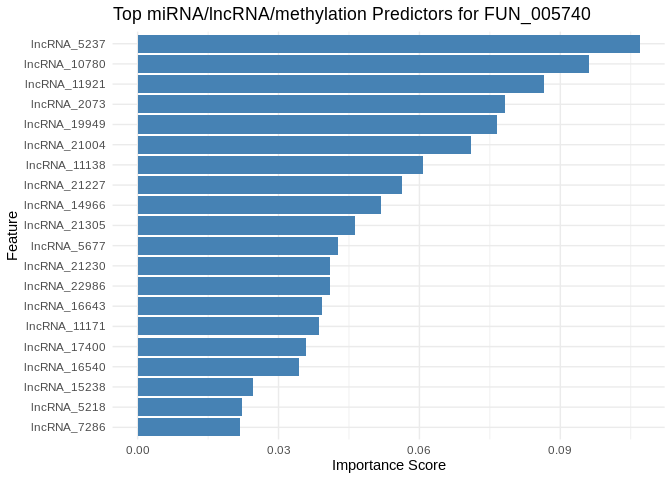 Top miRNA/lncRNA/methylation Predictors for FUN_005740
Feature
lncRNA_5237
lncRNA_10780
lncRNA_11921
lncRNA_2073
lncRNA_19949
lncRNA_21004
lncRNA_11138
lncRNA_21227
lncRNA_14966
lncRNA_21305
lncRNA_5677
lncRNA_21230
lncRNA_22986
lncRNA_16643
lncRNA_11171
lncRNA_17400
lncRNA_16540
lncRNA_15238
lncRNA_5218
lncRNA_7286
0.00 0.03 0.06 0.09
Importance Score